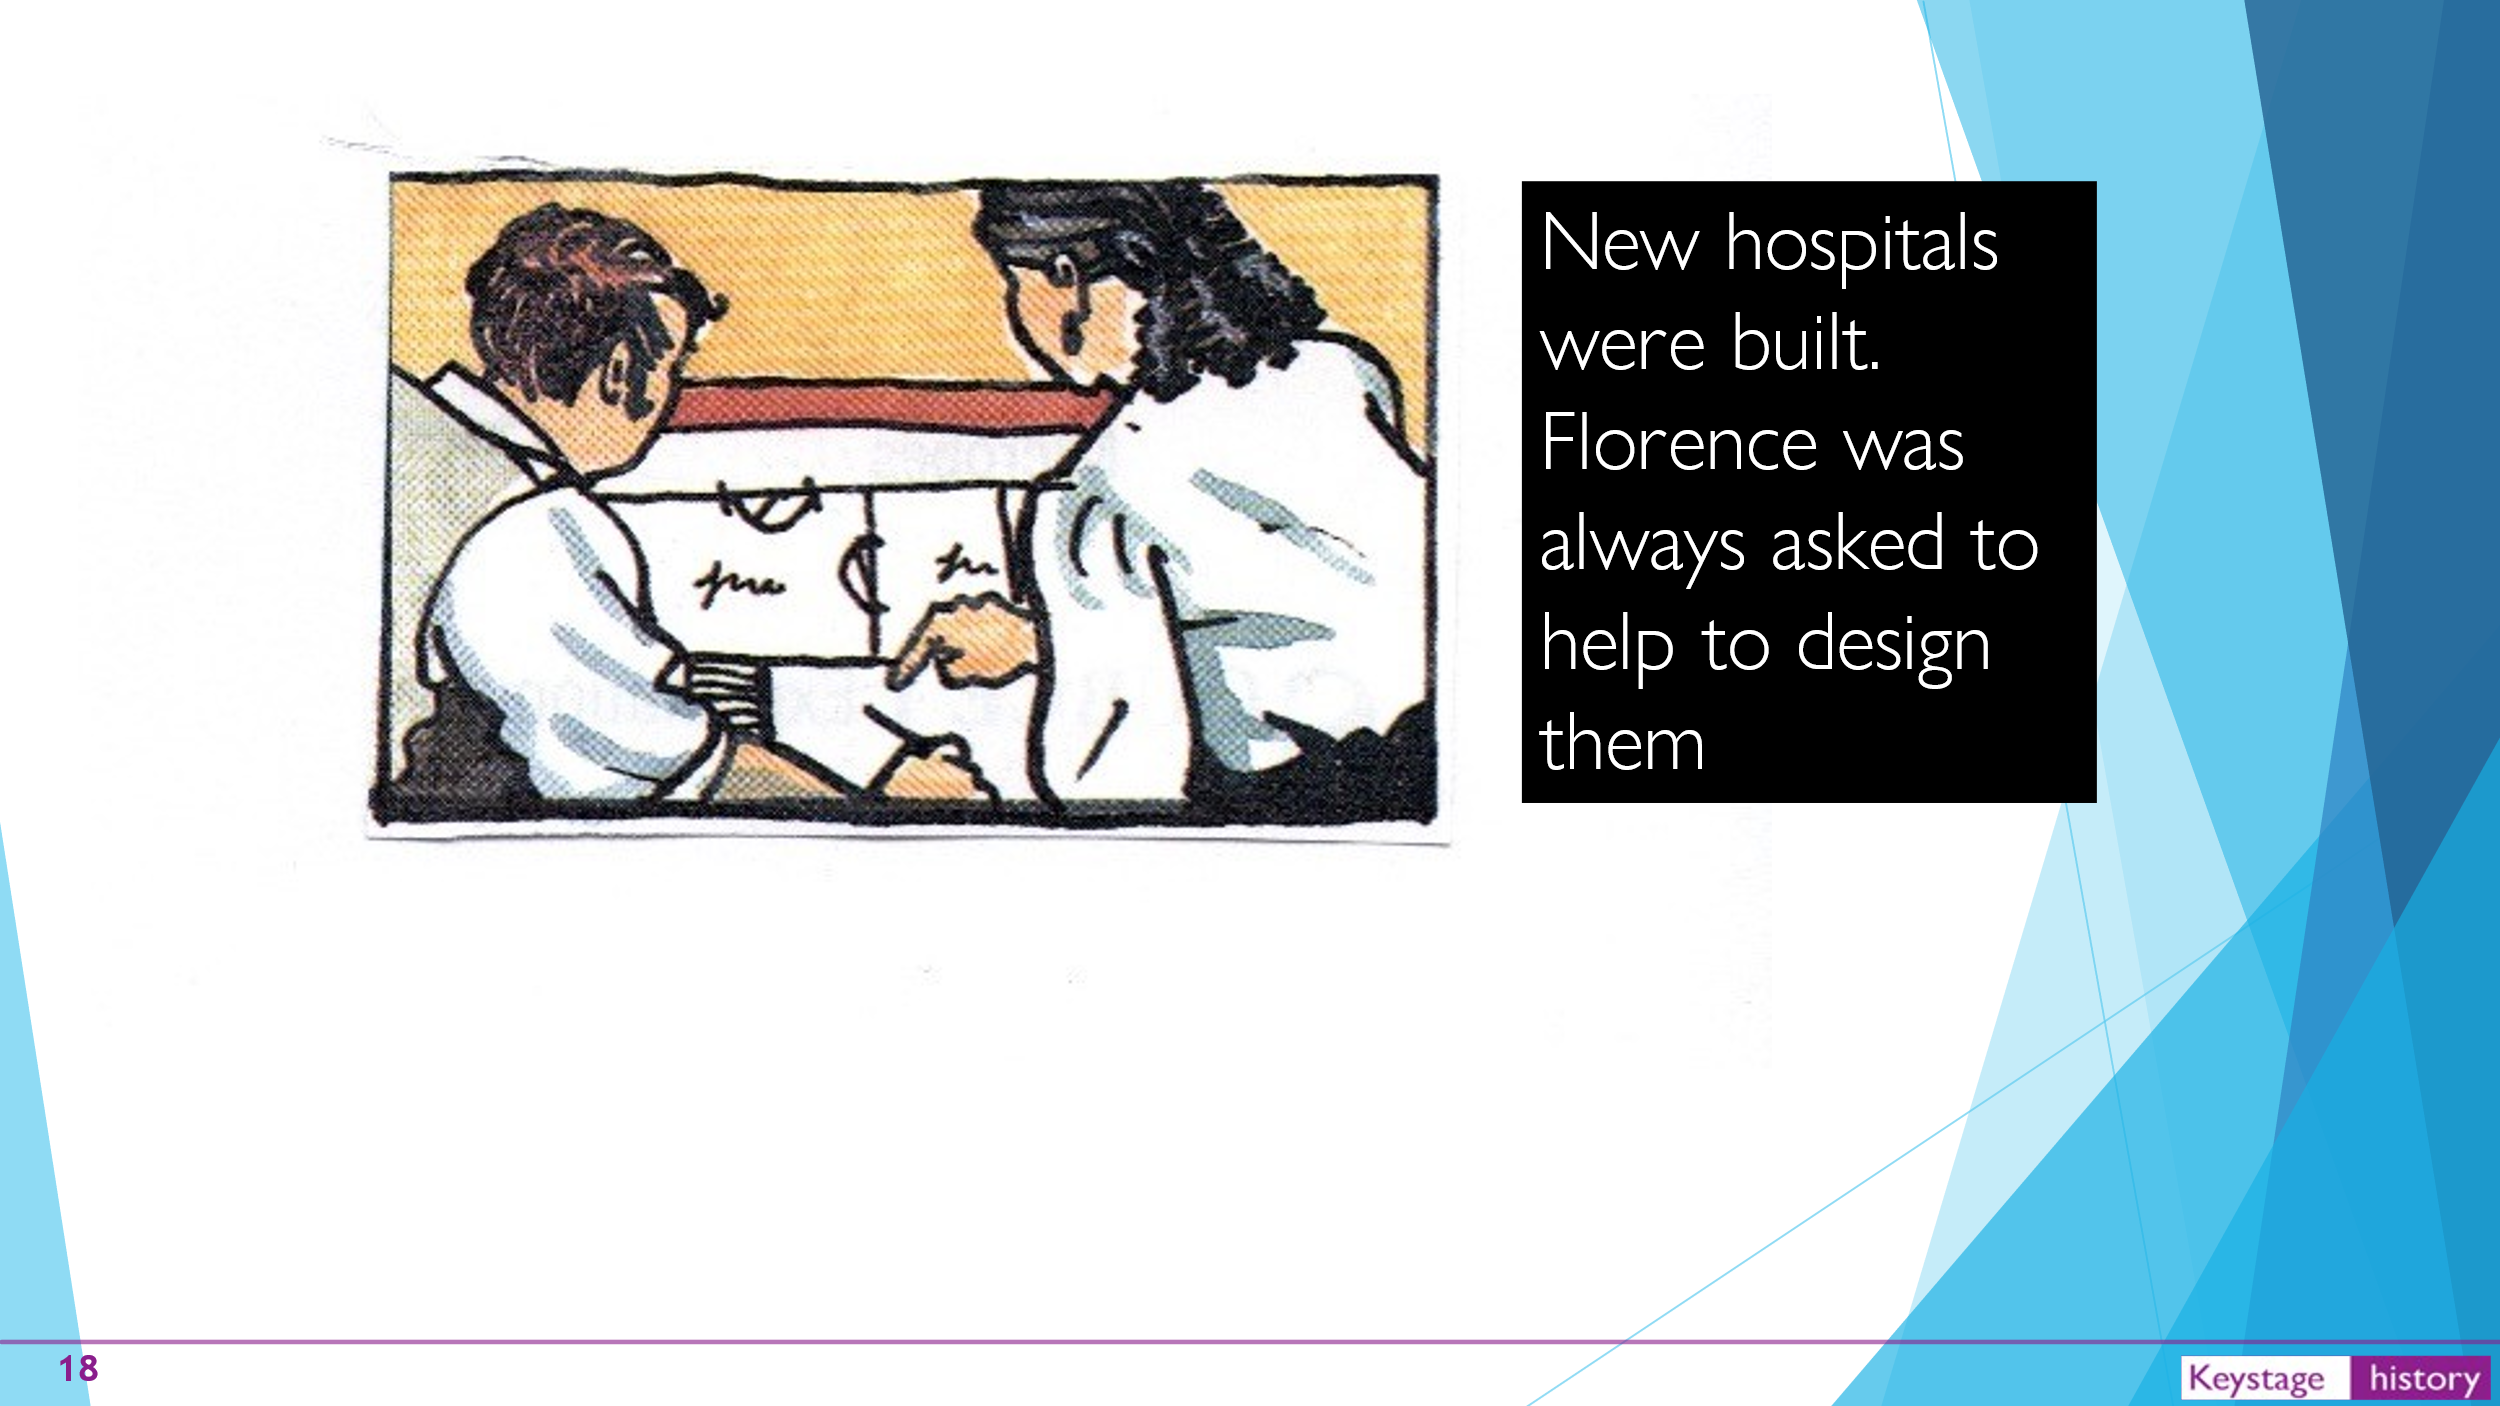 New hospitals
were built.
Florence was
always asked to
help to design
them
18
Keystage history